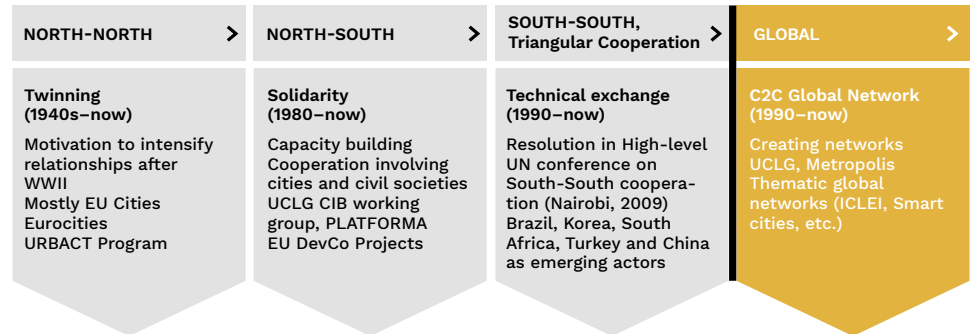 NORTH-NORTH
Twinning
(1940s–now)
Motivation to intensify
relationships after
WWII
Mostly EU Cities
Eurocities
URBACT Program
NORTH-SOUTH
Solidarity
(1980–now)
Capacity building
Cooperation involving
cities and civil societies
UCLG CIB working
group, PLATFORMA
EU DevCo Projects
SOUTH-SOUTH,
Triangular Cooperation
Technical exchange
(1990–now)
Resolution in High-level
UN conference on
South-South coopera-
tion (Nairobi, 2009)
Brazil, Korea, South
Africa, Turkey and China
as emerging actors
GLOBAL
C2C Global Network
(1990–now)
Creating networks
UCLG, Metropolis
Thematic global
networks (ICLEI, Smart
cities, etc.)